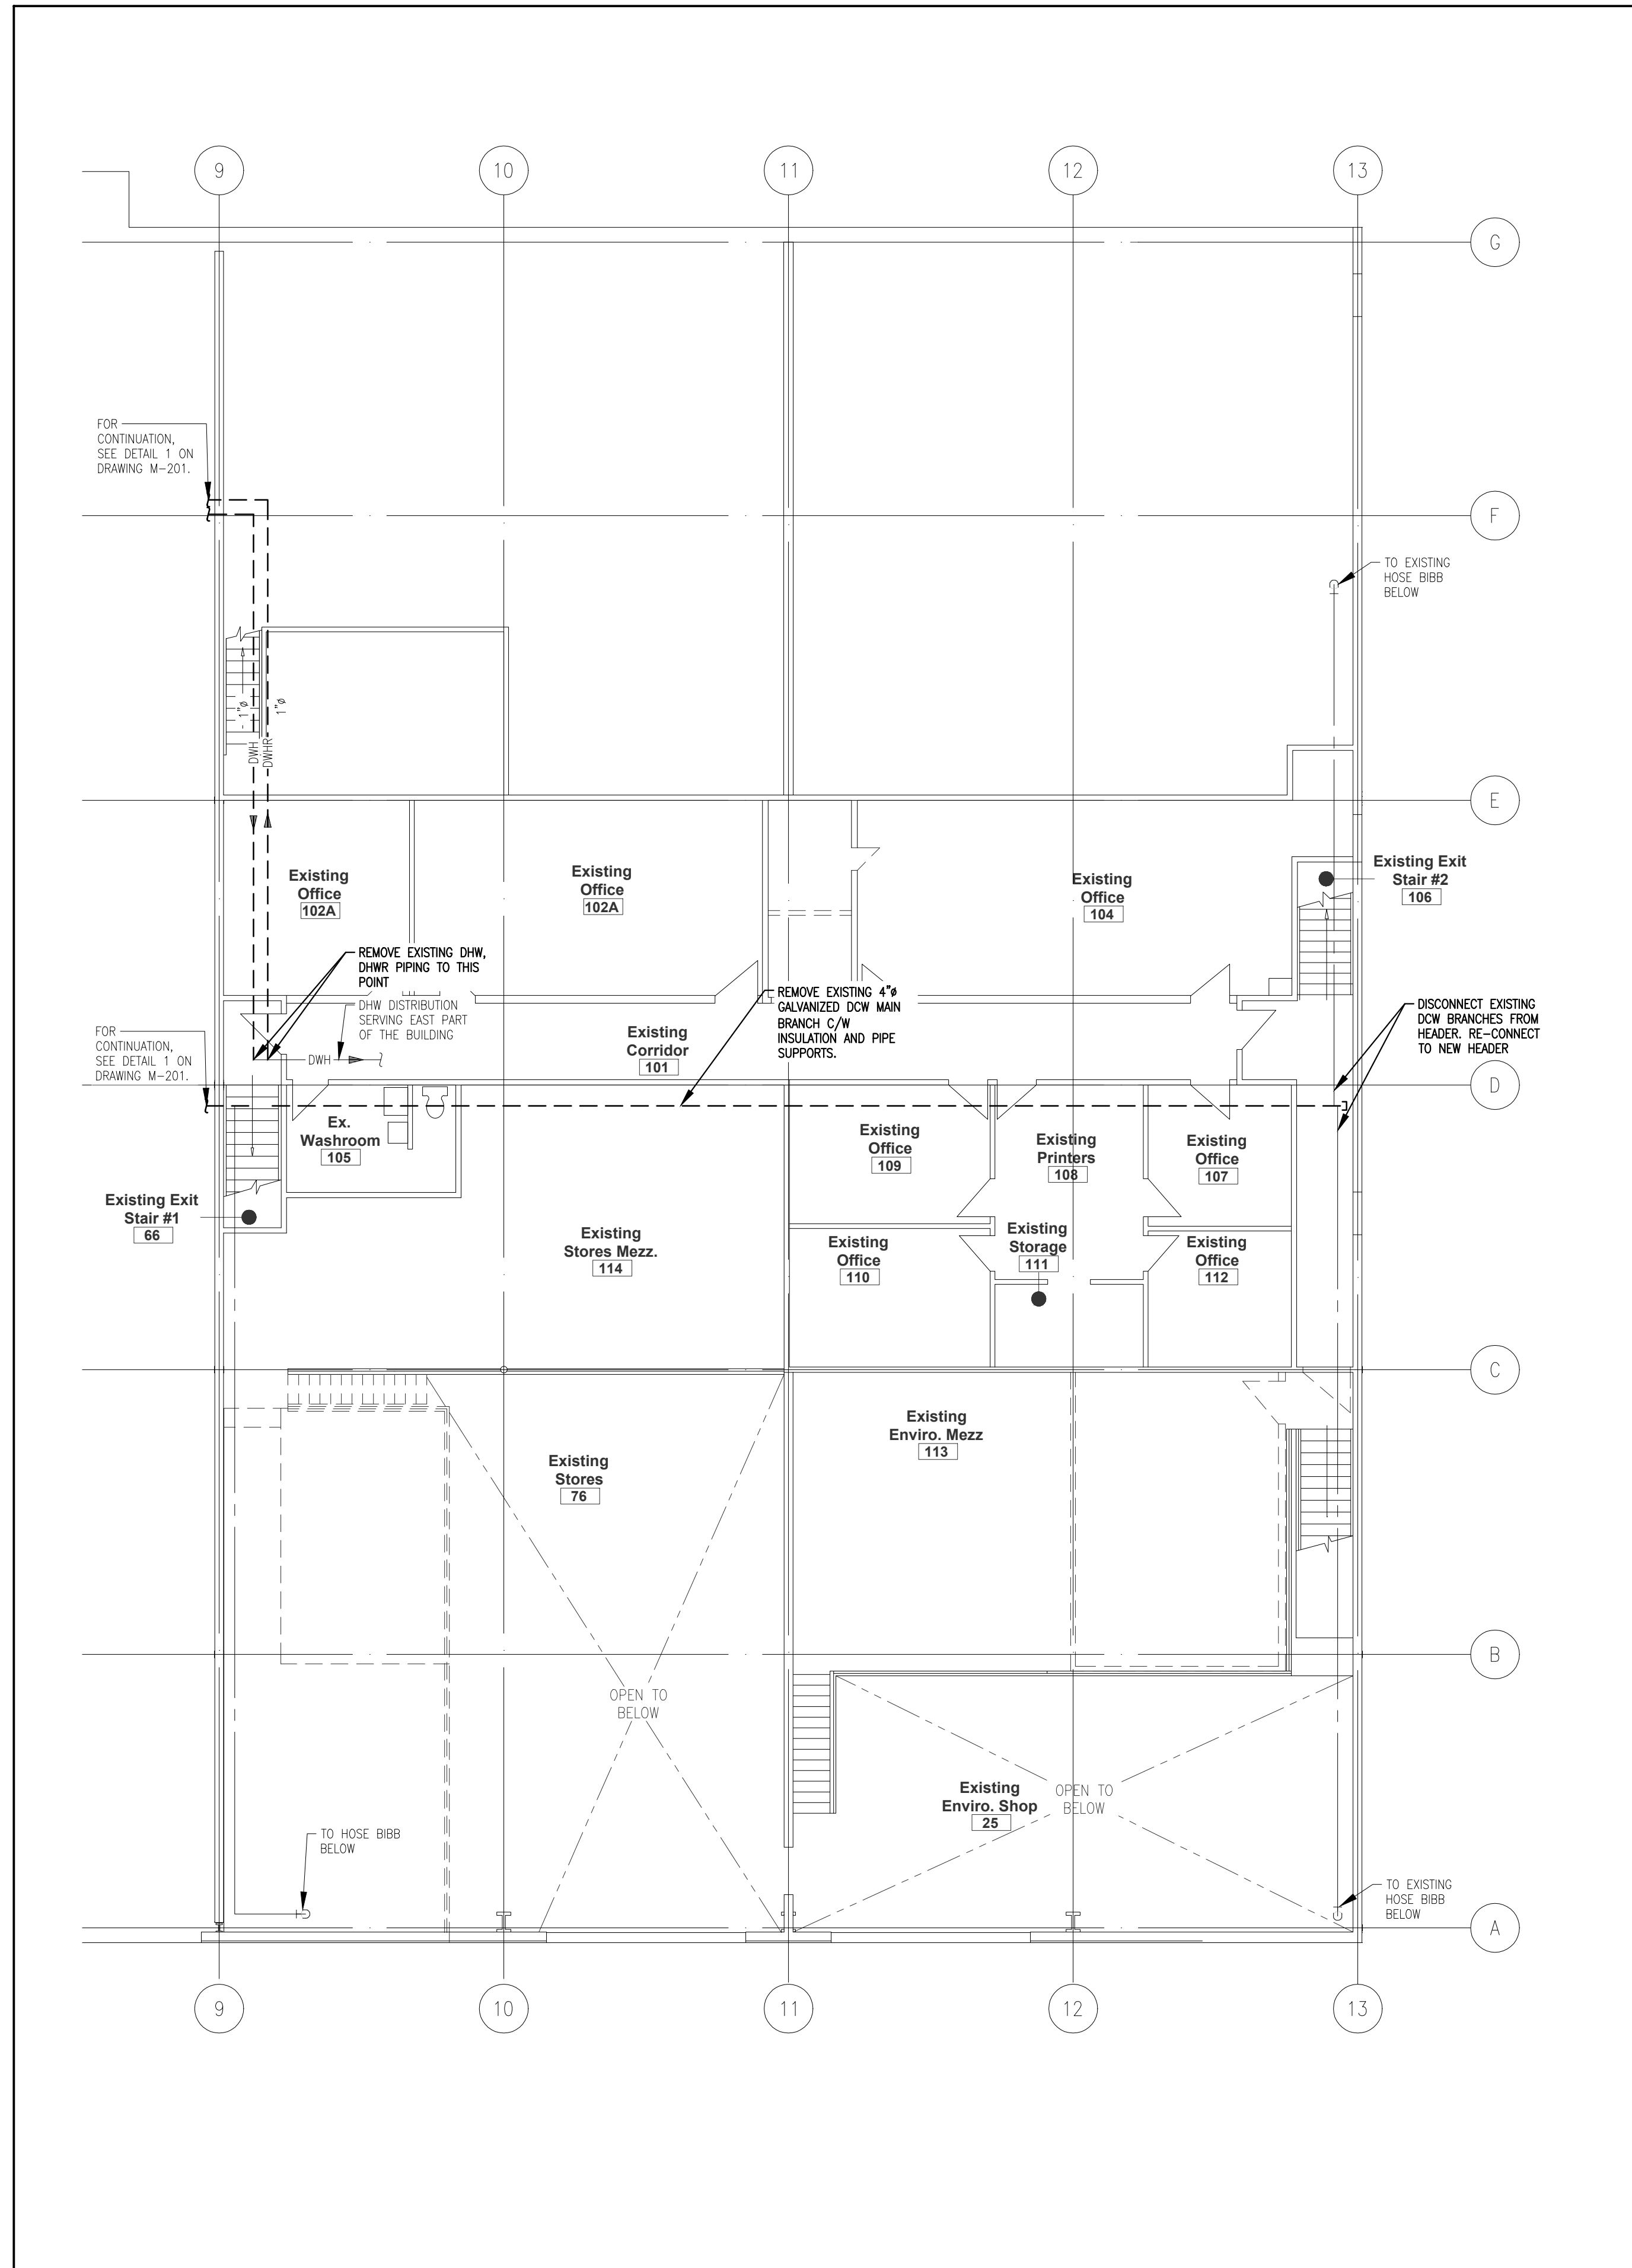 9
10
11
12
13
G
FOR
CONTINUATION,
SEE DETAIL 1 ON
DRAWING M-201.
F
TO EXISTING
HOSE BIBB
BELOW
1"ø
1"ø
DWH
DWHR
E
Existing
Office
102A
Existing
Office
102A
Existing
Office
104
Existing Exit
Stair #2
106
REMOVE EXISTING DHW,
DHWR PIPING TO THIS
POINT
DHW DISTRIBUTION
SERVING EAST PART
OF THE BUILDING
DWH
REMOVE EXISTING 4"ø
GALVANIZED DCW MAIN
BRANCH C/W
INSULATION AND PIPE
SUPPORTS.
DISCONNECT EXISTING
DCW BRANCHES FROM
HEADER. RE-CONNECT
TO NEW HEADER
FOR
CONTINUATION,
SEE DETAIL 1 ON
DRAWING M-201.
Existing
Corridor
101
D
Ex.
Washroom
105
Existing
Office
109
Existing
Printers
108
Existing
Office
107
Existing Exit
Stair #1
66
Existing
Stores Mezz.
114
Existing
Office
110
Existing
Storage
111
Existing
Office
112
C
Existing
Enviro. Mezz
113
Existing
Stores
76
B
OPEN TO
BELOW
Existing
Enviro. Shop
25
OPEN TO
BELOW
TO HOSE BIBB
BELOW
TO EXISTING
HOSE BIBB
BELOW
A
9
10
11
12
13